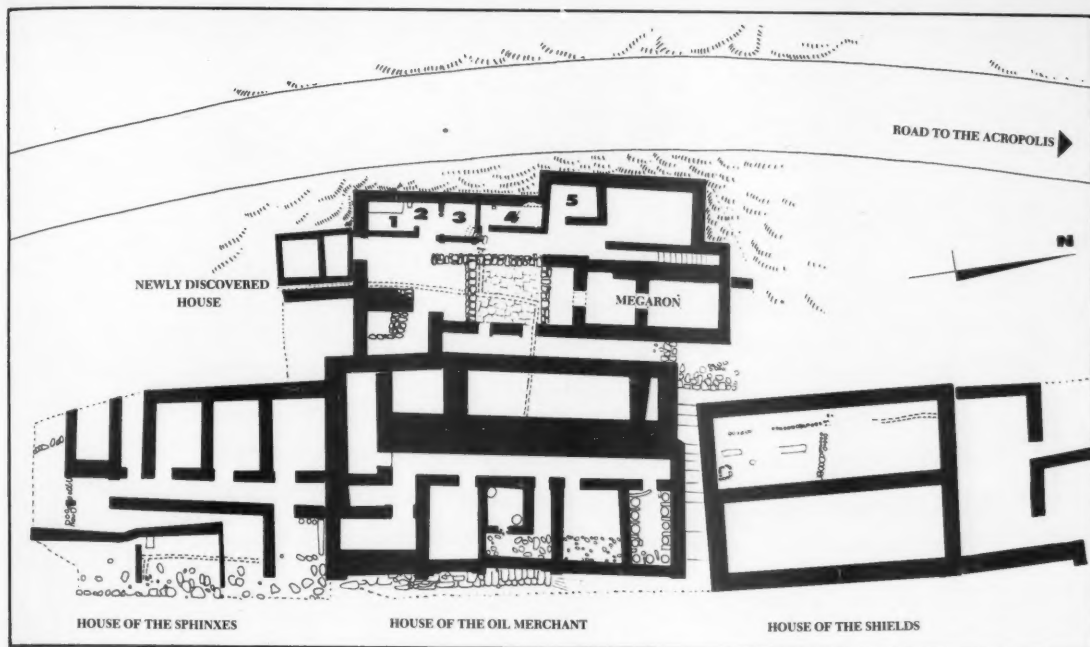 ROAD TO THE ACROPOLIS
N
1 2 3 4 5
NEWLY DISCOVERED
HOUSE
MEGARON
HOUSE OF THE SPHINXES
HOUSE OF THE OIL MERCHANT
HOUSE OF THE SHIELDS